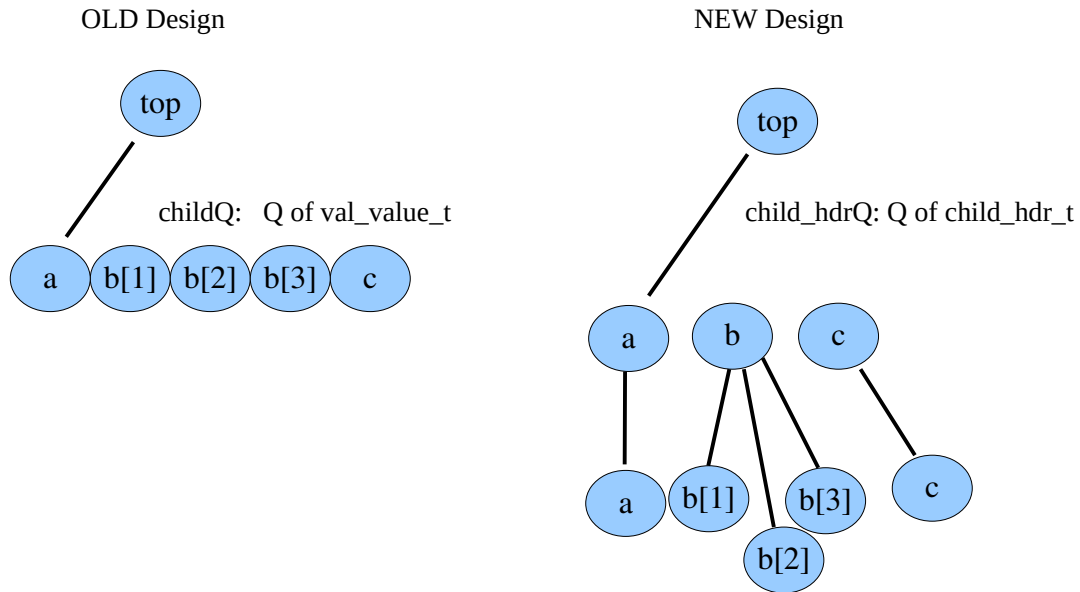 OLD Design
NEW Design
top
childQ: Q of val_value_t
a b[1] b[2] b[3] c
top
child_hdrQ: Q of child_hdr_t
a b c
a b[1] b[2] b[3] c